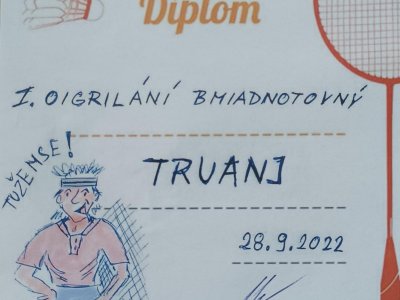 Diplom
I. OIGRILÁNÍ BMIADNOTOVNÝ
TUŽEMSE!
TRUANJ
28.9.2022